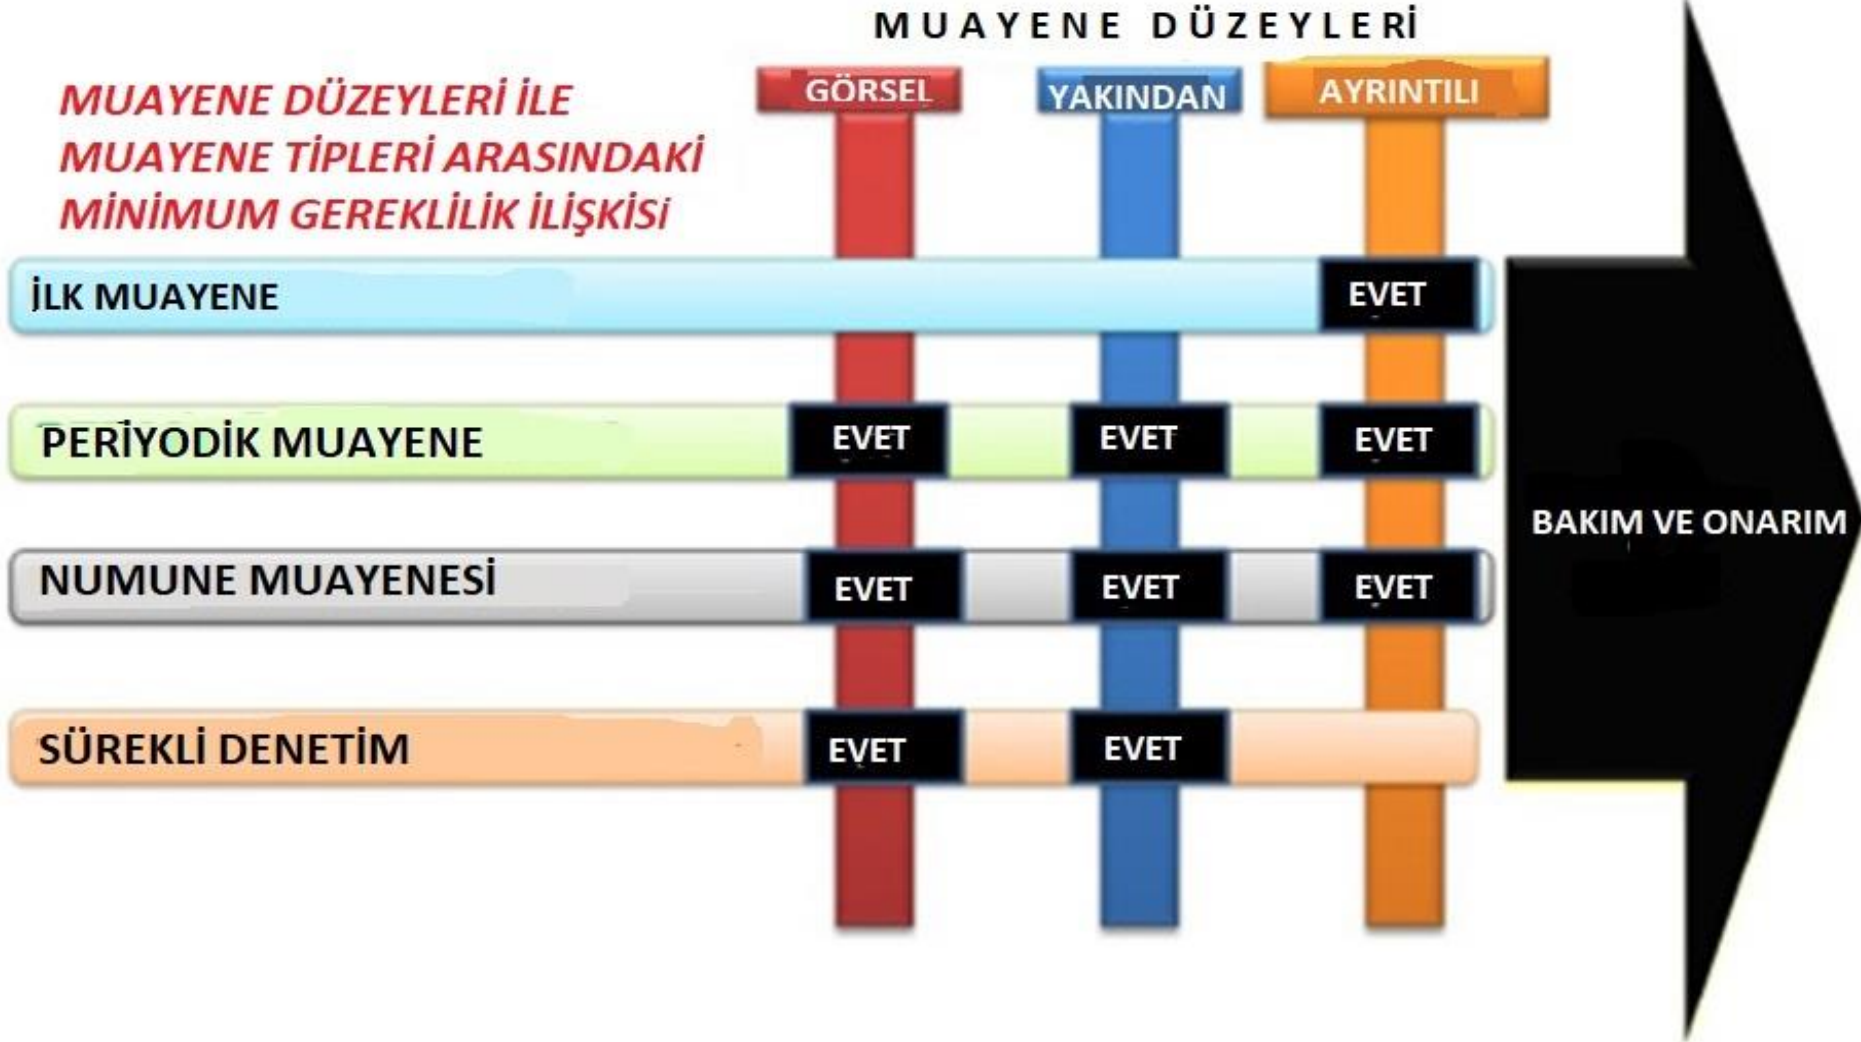 MUAYENE DÜZEYLERİ
GÖRSEL YAKINDAN AYRINTILI
MUAYENE DÜZEYLERİ İLE
MUAYENE TİPLERİ ARASINDAKİ
MİNİMUM GEREKLİLİK İLİŞKİSİ
İLK MUAYENE EVET
PERİYODİK MUAYENE EVET EVET EVET
NUMUNE MUAYENESİ EVET EVET EVET
SÜREKLİ DENETİM EVET EVET
BAKIM VE ONARIM